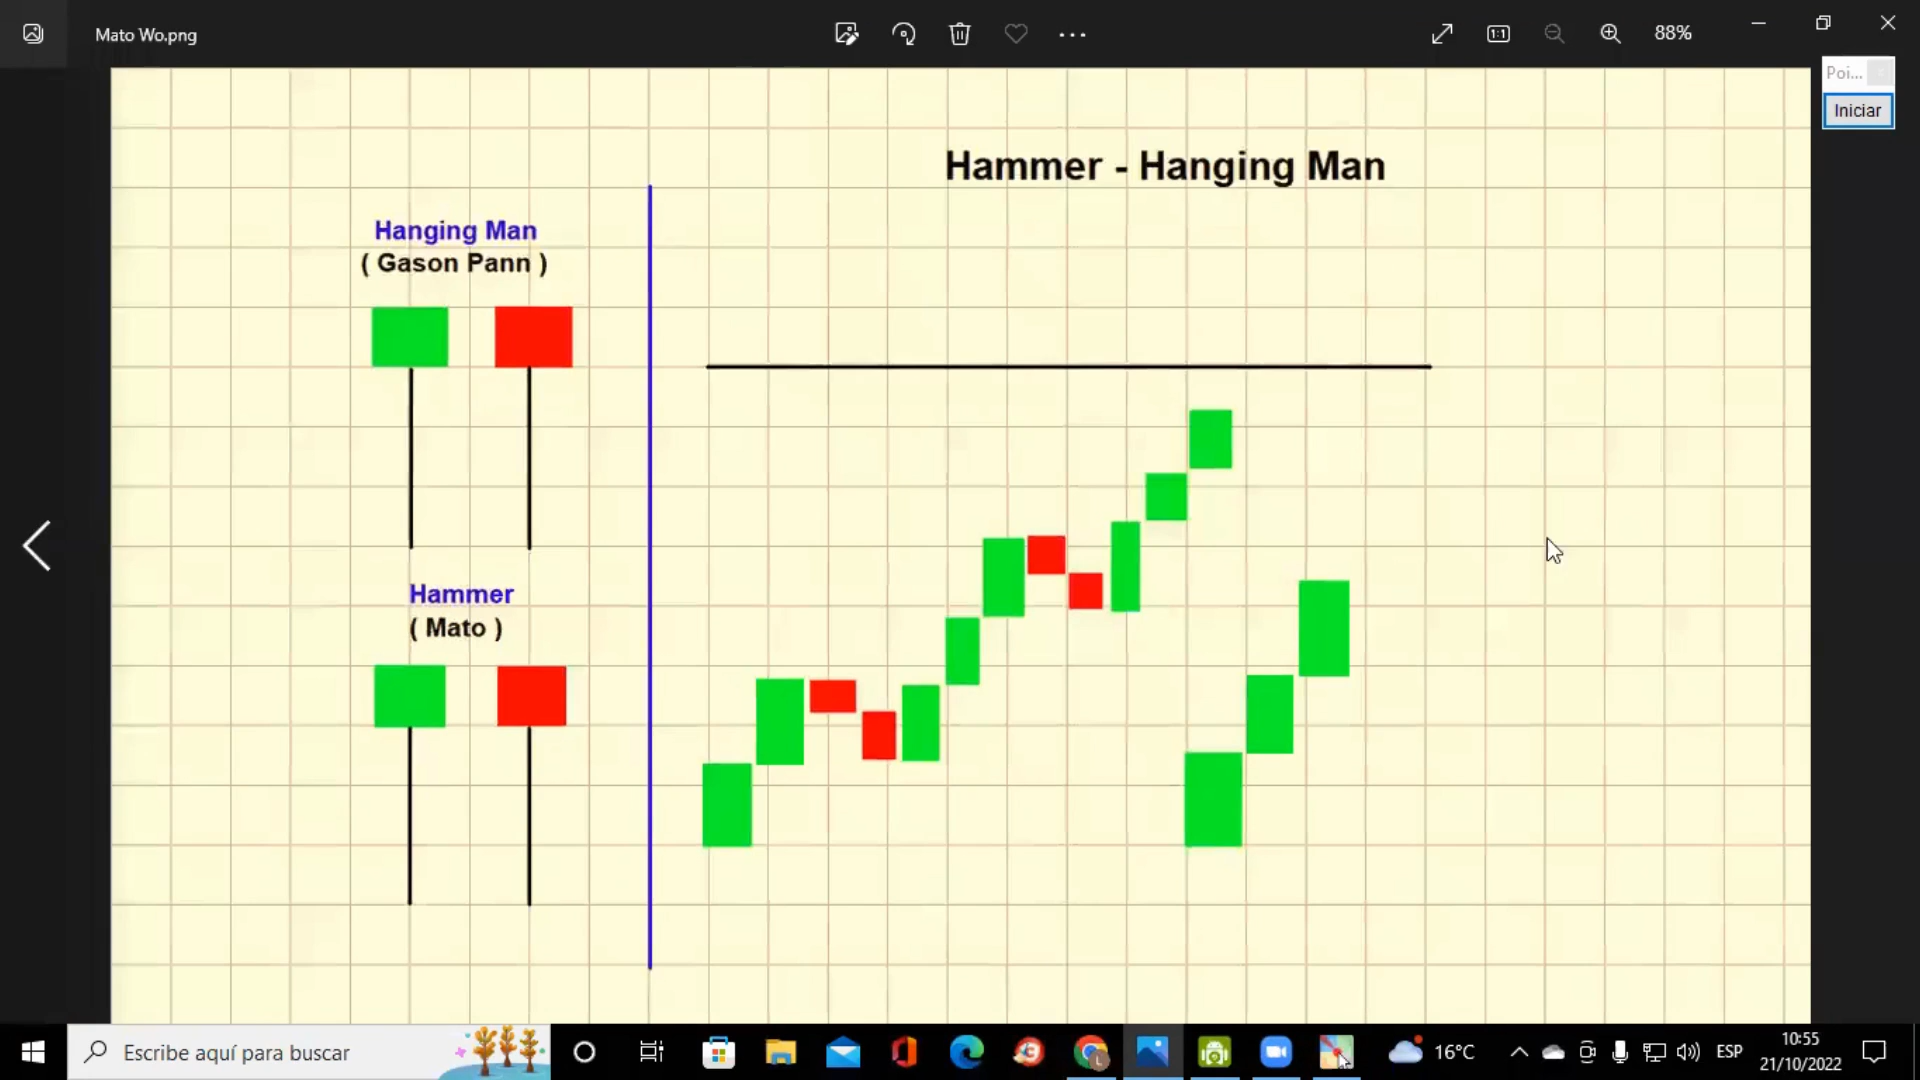 Mato Wo.png
88%
Poi...
Iniciar
Hammer - Hanging Man
Hanging Man
( Gason Pann )
Hammer
( Mato )
Escribe aquí para buscar
16°C
ESP
10:55
21/10/2022